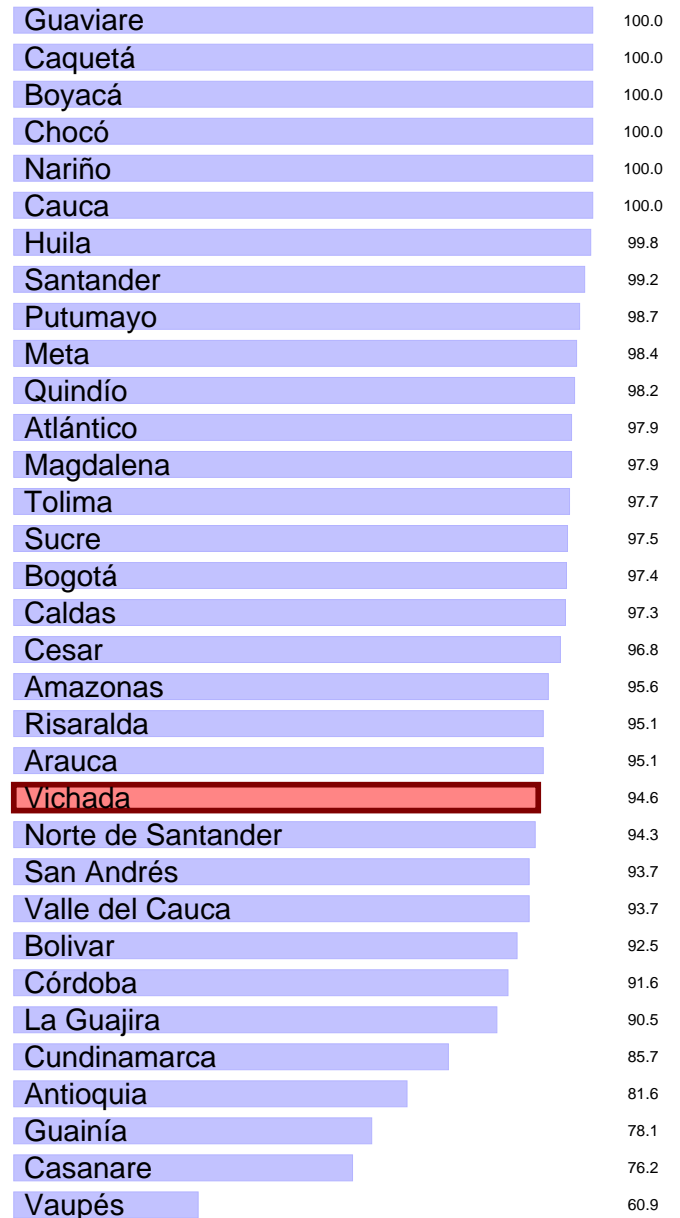 Guaviare 100.0
Caquetá 100.0
Boyacá 100.0
Chocó 100.0
Nariño 100.0
Cauca 100.0
Huila 99.8
Santander 99.2
Putumayo 98.7
Meta 98.4
Quindío 98.2
Atlántico 97.9
Magdalena 97.9
Tolima 97.7
Sucre 97.5
Bogotá 97.4
Caldas 97.3
Cesar 96.8
Amazonas 95.6
Risaralda 95.1
Arauca 95.1
Vichada 94.6
Norte de Santander 94.3
San Andrés 93.7
Valle del Cauca 93.7
Bolivar 92.5
Córdoba 91.6
La Guajira 90.5
Cundinamarca 85.7
Antioquia 81.6
Guainía 78.1
Casanare 76.2
Vaupés 60.9